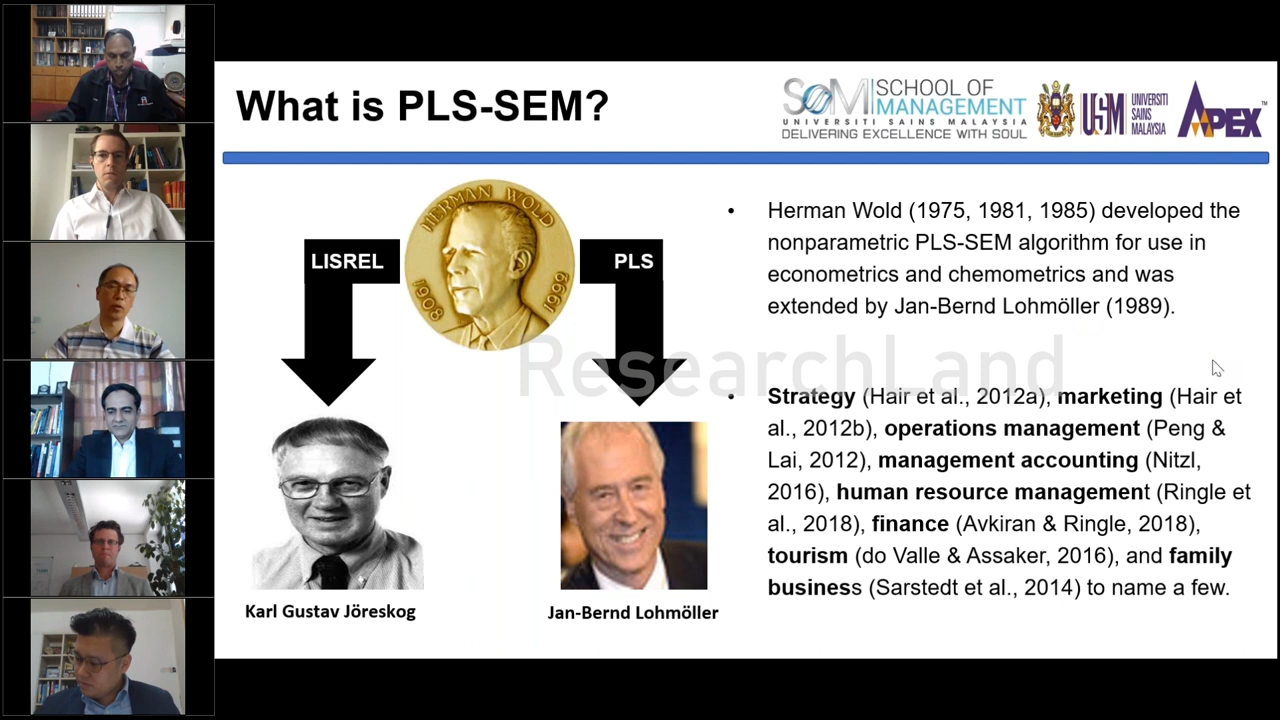 What is PLS-SEM?
SoM SCHOOL OF
MANAGEMENT
UNIVERSITI SAINS MALAYSIA
DELIVERING EXCELLENCE WITH SOUL
USM UNIVERSITI
SAINS
MALAYSIA
APEX™
HERMAN WOLD
1908 1969
LISREL
PLS
Karl Gustav Jöreskog
Jan-Bernd Lohmöller
• Herman Wold (1975, 1981, 1985) developed the
nonparametric PLS-SEM algorithm for use in
econometrics and chemometrics and was
extended by Jan-Bernd Lohmöller (1989).
ResearchLand
• Strategy (Hair et al., 2012a), marketing (Hair et
al., 2012b), operations management (Peng &
Lai, 2012), management accounting (Nitzl,
2016), human resource management (Ringle et
al., 2018), finance (Avkiran & Ringle, 2018),
tourism (do Valle & Assaker, 2016), and family
business (Sarstedt et al., 2014) to name a few.